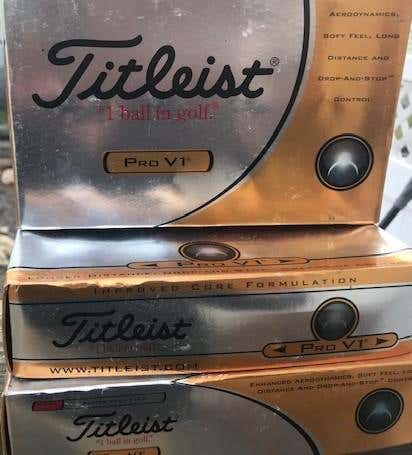 AERODYNAMICS,
SOFT FEEL, LONG
DISTANCE AND
DROP-AND-STOP™
CONTROL
Titleist®
"#1 ball in golf."®
PRO V1®
PRO V1®
IMPROVED CORE FORMULATION
Titleist
◄ PRO V1® ►
WWW.TITLEIST.COM
ENHANCED AERODYNAMICS, SOFT FEEL,
DISTANCE AND DROP-AND-STOP™ CONTROL
Titleist
"#1 ball in golf."